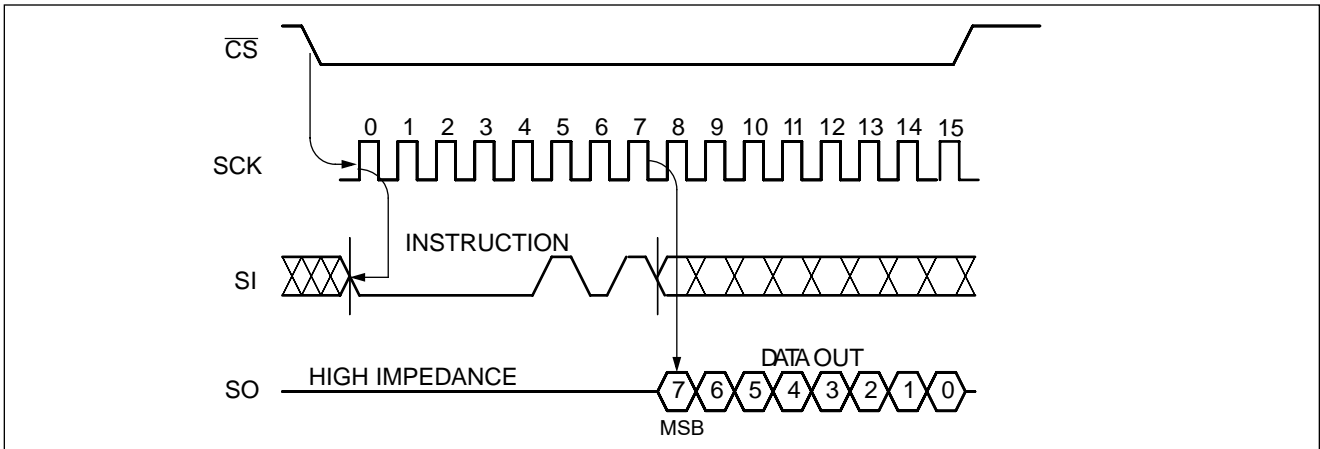 CS
0 1 2 3 4 5 6 7 8 9 10 11 12 13 14 15
SCK
INSTRUCTION
SI
DATA OUT
HIGH IMPEDANCE
SO
7 6 5 4 3 2 1 0
MSB